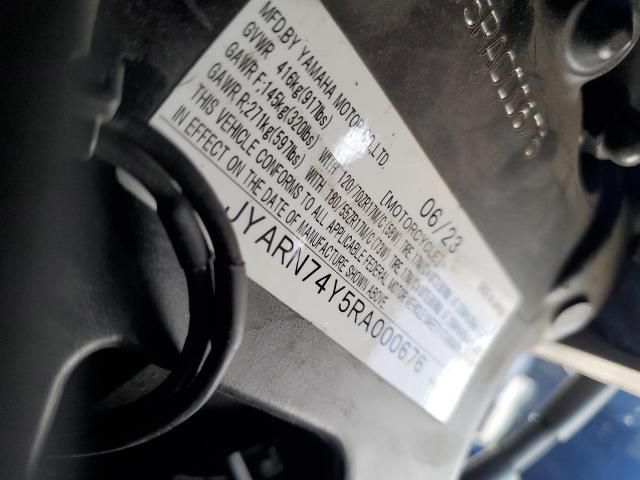 MFD.BY YAMAHA MOTOR CO.,LTD.
06/23
GVWR 416kg(917lbs) [MOTORCYCLE]
GAWR F:145kg(320lbs) WITH 120/70ZR17M/C (58W) TIRE
GAWR R:271kg(597lbs) WITH 180/55ZR17M/C (73W) TIRE
THIS VEHICLE CONFORMS TO ALL APPLICABLE FEDERAL MOTOR VEHICLE SAFETY STANDARDS
IN EFFECT ON THE DATE OF MANUFACTURE SHOWN ABOVE
JYARN74Y5RA000676
5RA000676